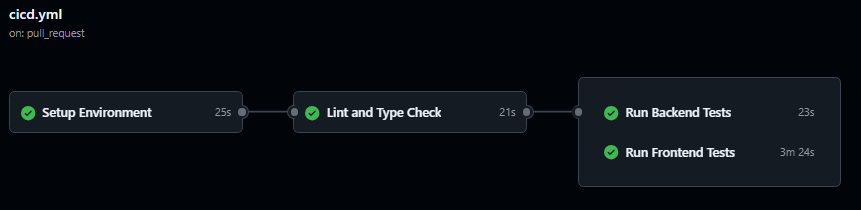 cicd.yml
on: pull_request
Setup Environment 25s
Lint and Type Check 21s
Run Backend Tests 23s
Run Frontend Tests 3m 24s